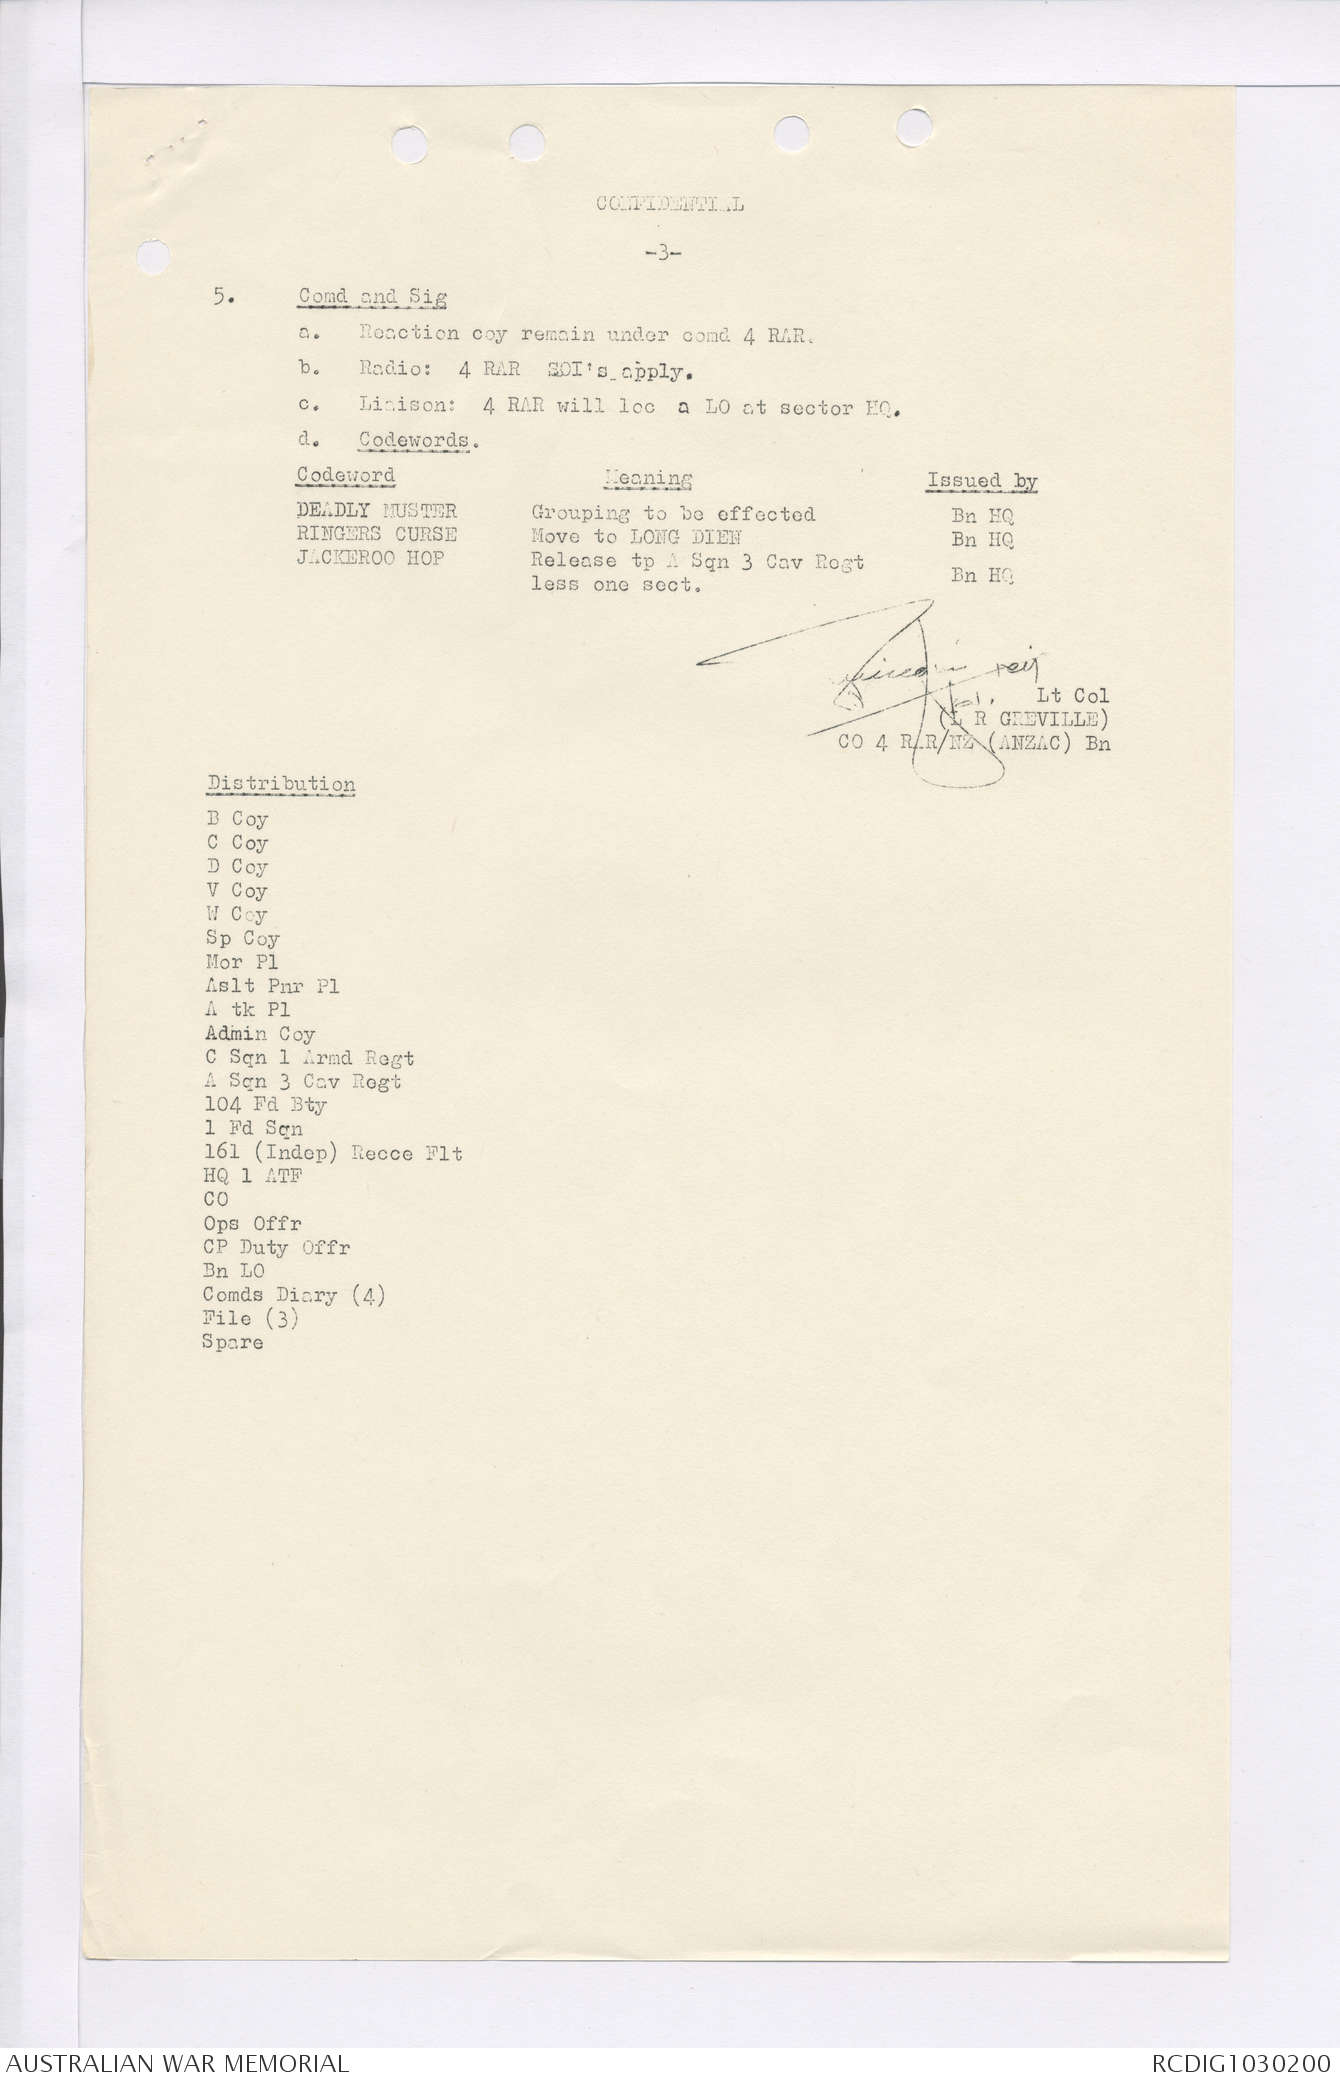 CONFIDENTIAL
-3-
5. Comd and Sig
a. Reaction coy remain under comd 4 RAR.
b. Radio: 4 RAR SOI's apply.
c. Liaison: 4 RAR will loc a LO at sector HQ.
d. Codewords.
Codeword Meaning Issued by
DEADLY MUSTER Grouping to be effected Bn HQ
RINGERS CURSE Move to LONG DIEN Bn HQ
JACKEROO HOP Release tp A Sqn 3 Cav Regt
less one sect. Bn HQ
Lt Col
(L R GREVILLE)
CO 4 RAR/NZ (ANZAC) Bn
Distribution
B Coy
C Coy
D Coy
V Coy
W Coy
Sp Coy
Mor Pl
Aslt Pnr Pl
A tk Pl
Admin Coy
C Sqn 1 Armd Regt
A Sqn 3 Cav Regt
104 Fd Bty
1 Fd Sqn
161 (Indep) Recce Flt
HQ 1 ATF
CO
Ops Offr
CP Duty Offr
Bn LO
Comds Diary (4)
File (3)
Spare
AUSTRALIAN WAR MEMORIAL RCDIG1030200